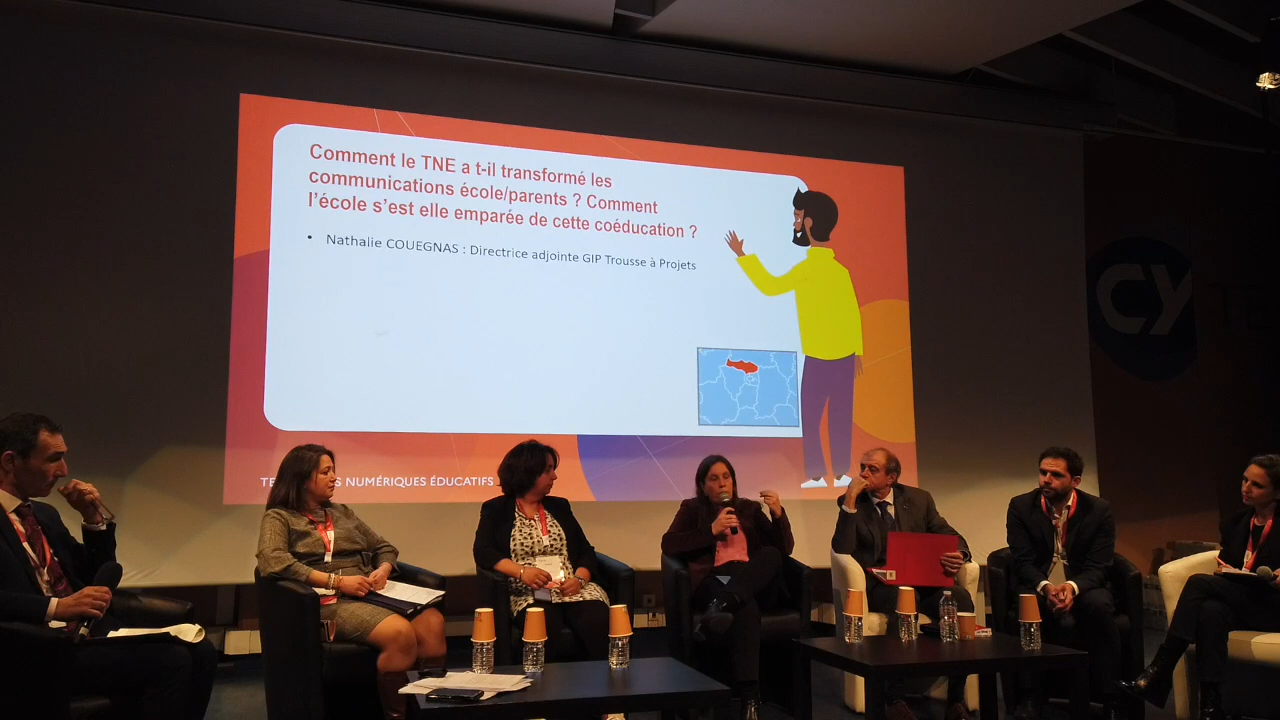 Comment le TNE a t-il transformé les
communications école/parents ? Comment
l'école s'est elle emparée de cette coéducation ?
• Nathalie COUEGNAS : Directrice adjointe GIP Trousse à Projets
NUMÉRIQUES ÉDUCATIFS
CY